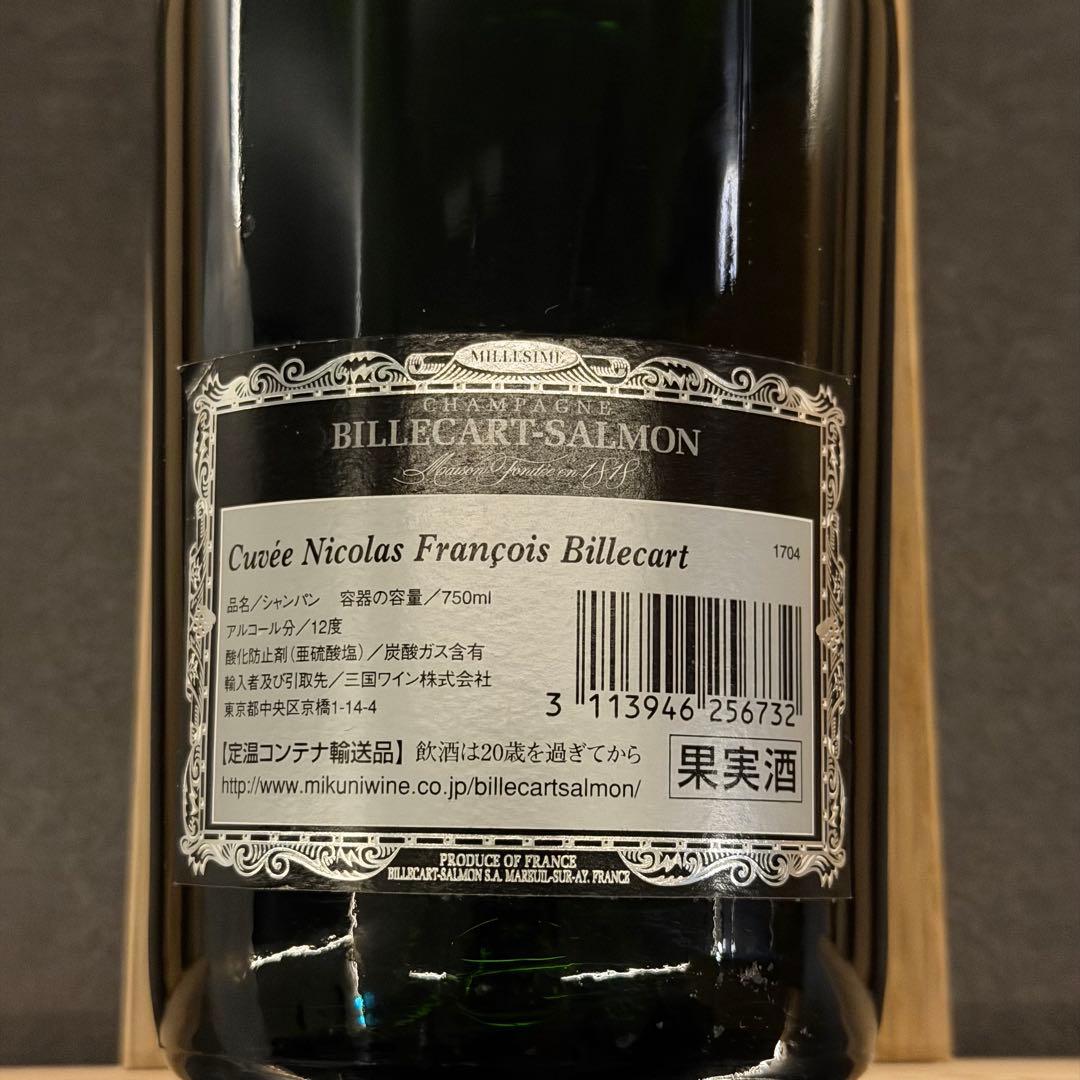 MILLESIME
CHAMPAGNE
BILLECART-SALMON
Maison Fondée en 1818
Cuvée Nicolas François Billecart
1704
品名／シャンパン 容器の容量／750ml
アルコール分／12度
酸化防止剤（亜硫酸塩）／炭酸ガス含有
輸入者及び引取先／三国ワイン株式会社
東京都中央区京橋1-14-4
3 113946 256732
【定温コンテナ輸送品】飲酒は20歳を過ぎてから
果実酒
http://www.mikuniwine.co.jp/billecartsalmon/
PRODUCE OF FRANCE
BILLECART-SALMON S.A. MAREUIL-SUR-AY. FRANCE